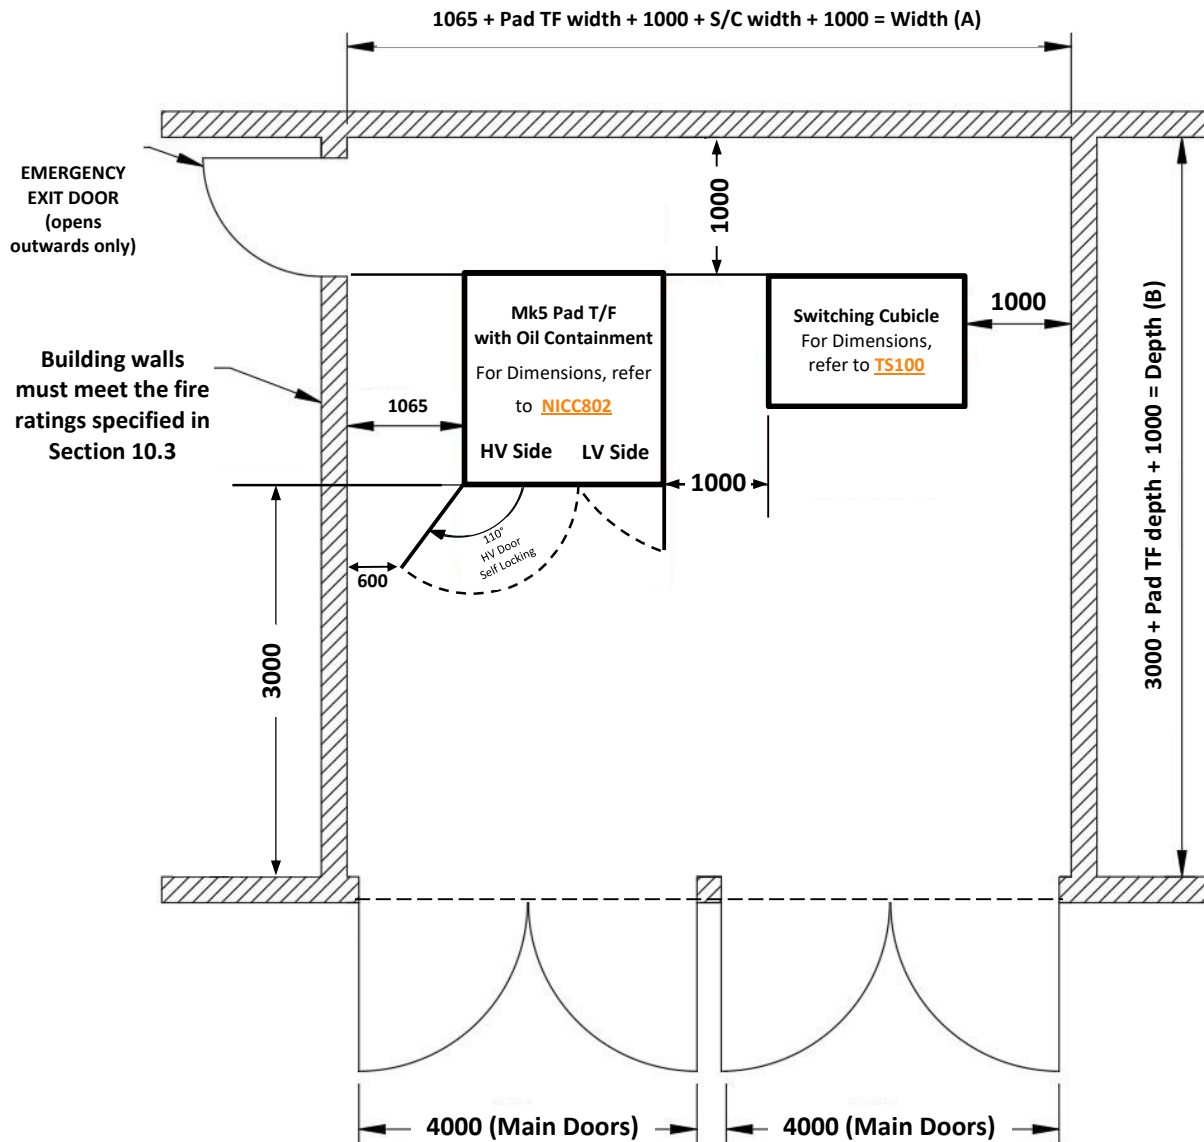 1065 + Pad TF width + 1000 + S/C width + 1000 = Width (A)
EMERGENCY
EXIT DOOR
(opens
outwards only)
1000
3000 + Pad TF depth + 1000 = Depth (B)
Mk5 Pad T/F
with Oil Containment
For Dimensions, refer
to NICC802
HV Side LV Side
Switching Cubicle
For Dimensions,
refer to TS100
1000
Building walls
must meet the fire
ratings specified in
Section 10.3
1065
1000
110°
HV Door
Self Locking
600
3000
4000 (Main Doors)
4000 (Main Doors)